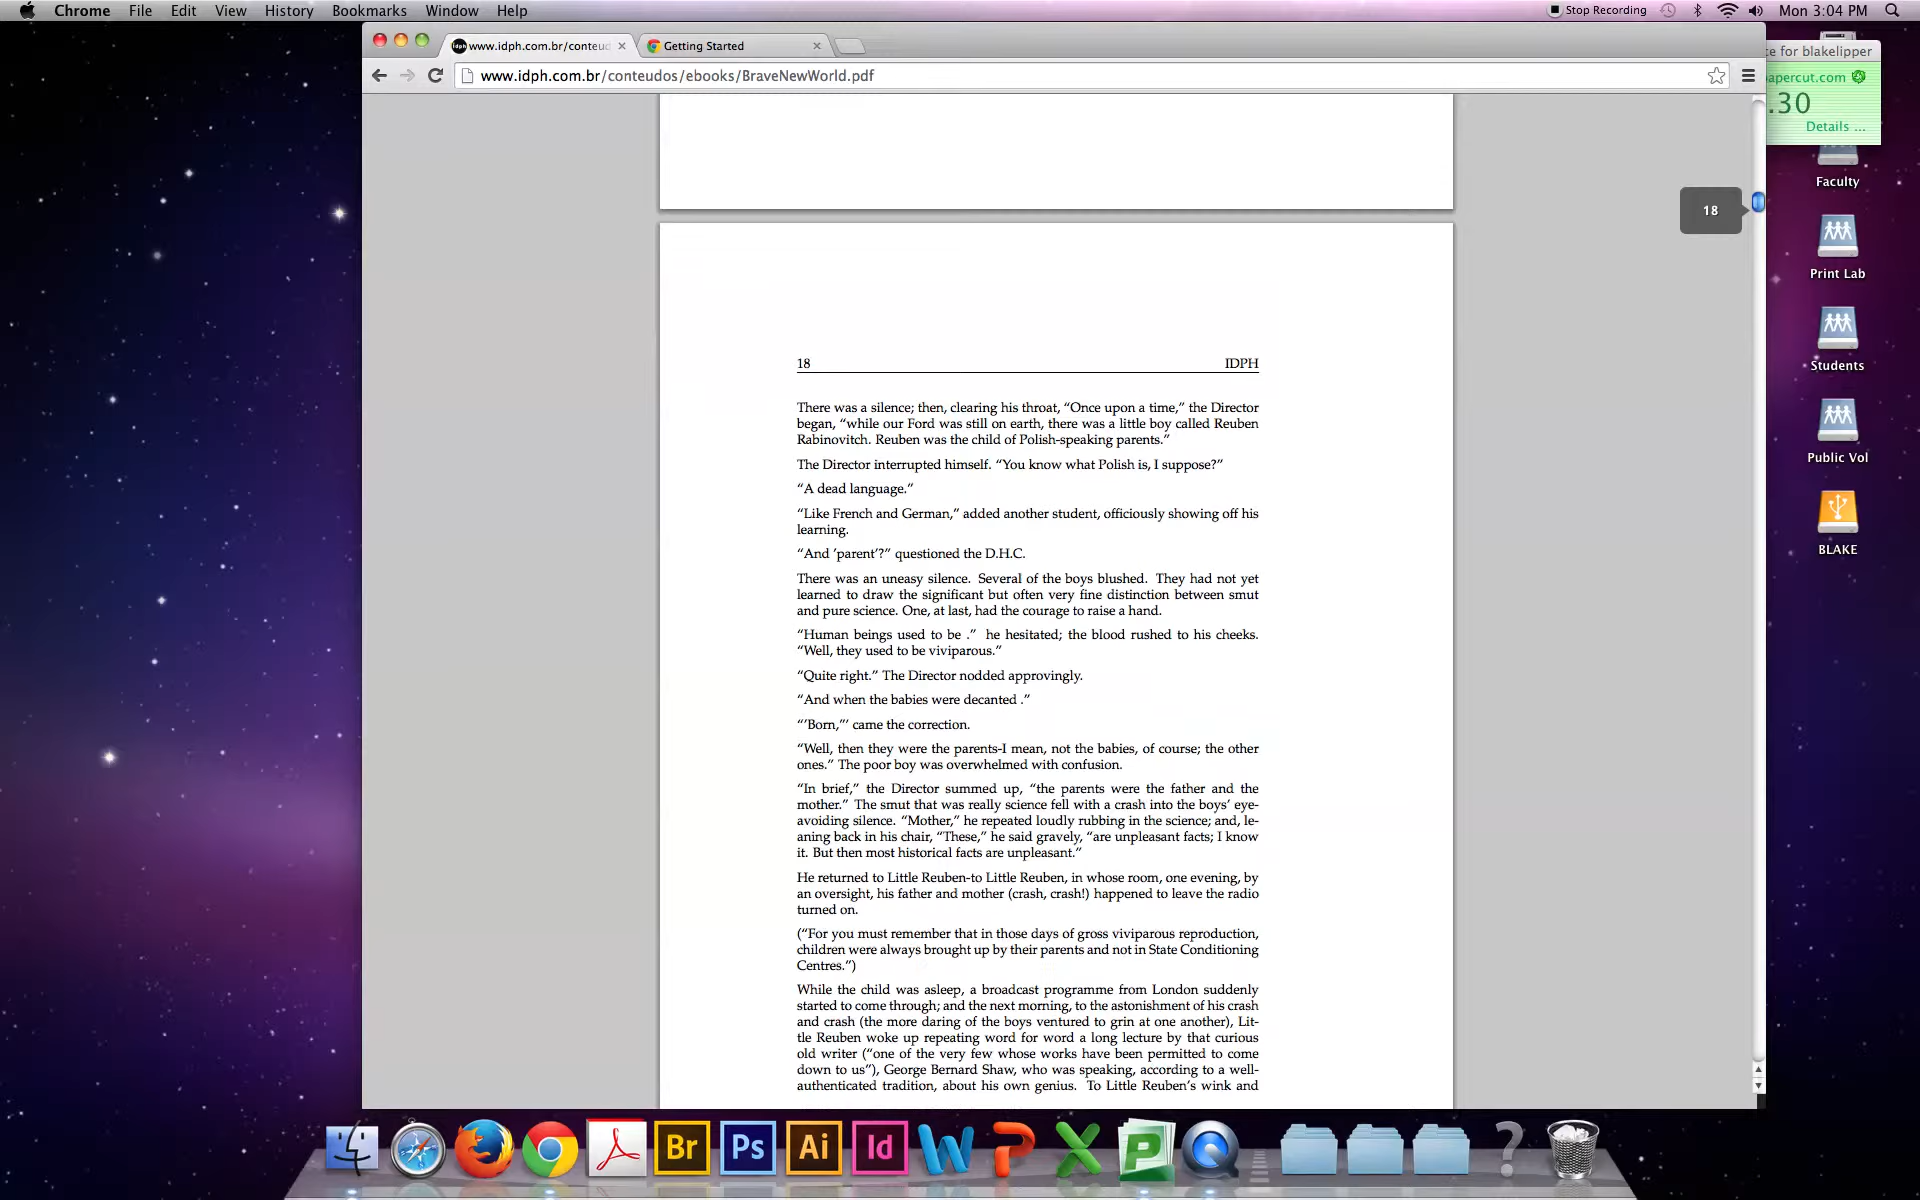 Chrome File Edit View History Bookmarks Window Help
Stop Recording
Mon 3:04 PM
www.idph.com.br/conteud
Getting Started
www.idph.com.br/conteudos/ebooks/BraveNewWorld.pdf
ce for blakelipper
apercut.com
.30
Details ...
Faculty
18
Print Lab
Students
Public Vol
BLAKE
18 IDPH
There was a silence; then, clearing his throat, “Once upon a time,” the Director
began, “while our Ford was still on earth, there was a little boy called Reuben
Rabinovitch. Reuben was the child of Polish-speaking parents.”
The Director interrupted himself. “You know what Polish is, I suppose?”
“A dead language.”
“Like French and German,” added another student, officiously showing off his
learning.
“And ‘parent’?” questioned the D.H.C.
There was an uneasy silence. Several of the boys blushed. They had not yet
learned to draw the significant but often very fine distinction between smut
and pure science. One, at last, had the courage to raise a hand.
“Human beings used to be .” he hesitated; the blood rushed to his cheeks.
“Well, they used to be viviparous.”
“Quite right.” The Director nodded approvingly.
“And when the babies were decanted .”
“‘Born,”’ came the correction.
“Well, then they were the parents-I mean, not the babies, of course; the other
ones.” The poor boy was overwhelmed with confusion.
“In brief,” the Director summed up, “the parents were the father and the
mother.” The smut that was really science fell with a crash into the boys’ eye-
avoiding silence. “Mother,” he repeated loudly rubbing in the science; and, le-
aning back in his chair, “These,” he said gravely, “are unpleasant facts; I know
it. But then most historical facts are unpleasant.”
He returned to Little Reuben-to Little Reuben, in whose room, one evening, by
an oversight, his father and mother (crash, crash!) happened to leave the radio
turned on.
(“For you must remember that in those days of gross viviparous reproduction,
children were always brought up by their parents and not in State Conditioning
Centres.”)
While the child was asleep, a broadcast programme from London suddenly
started to come through; and the next morning, to the astonishment of his crash
and crash (the more daring of the boys ventured to grin at one another), Lit-
tle Reuben woke up repeating word for word a long lecture by that curious
old writer (“one of the very few whose works have been permitted to come
down to us”), George Bernard Shaw, who was speaking, according to a well-
authenticated tradition, about his own genius. To Little Reuben’s wink and
Br Ps Ai Id W P X P ?